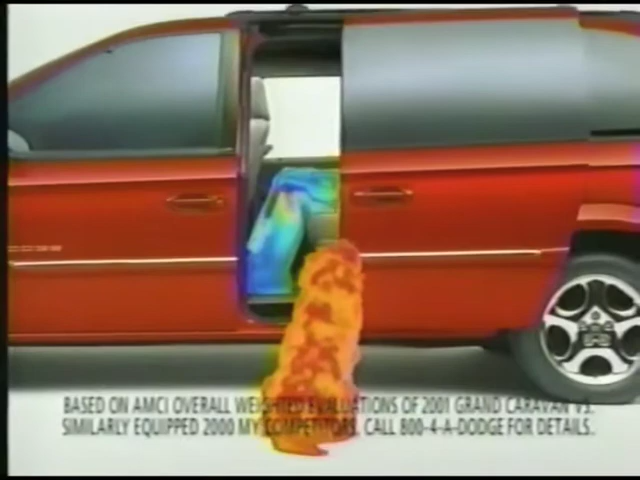 BASED ON AMCI OVERALL WEIGHTED EVALUATIONS OF 2001 GRAND CARAVAN VS.
SIMILARLY EQUIPPED 2000 MY COMPETITORS. CALL 800-4-A-DODGE FOR DETAILS.